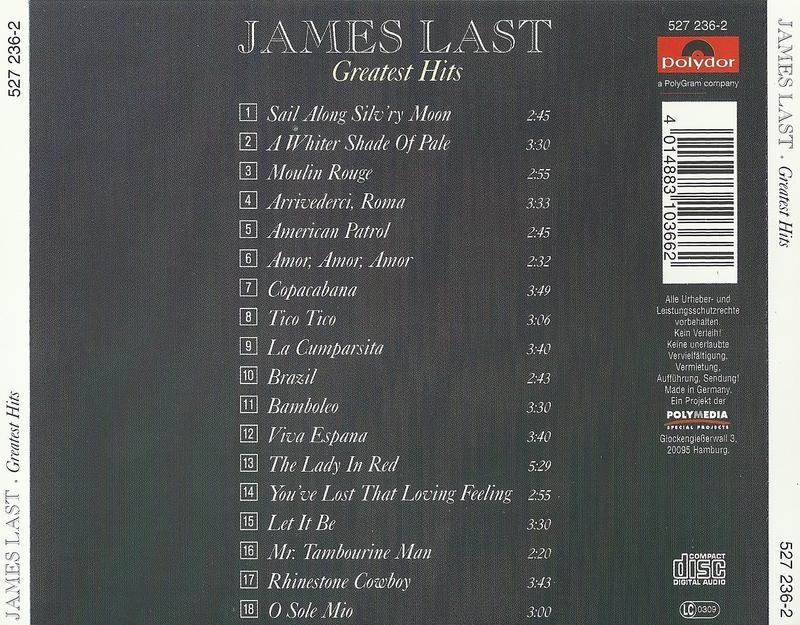 527 236-2
JAMES LAST . Greatest Hits
JAMES LAST
Greatest Hits
1 Sail Along Silv'ry Moon 2:45
2 A Whiter Shade Of Pale 3:30
3 Moulin Rouge 2:55
4 Arrivederci, Roma 3:33
5 American Patrol 2:45
6 Amor, Amor, Amor 2:32
7 Copacabana 3:49
8 Tico Tico 3:06
9 La Cumparsita 3:40
10 Brazil 2:43
11 Bamboleo 3:30
12 Viva Espana 3:40
13 The Lady In Red 5:29
14 You've Lost That Loving Feeling 2:55
15 Let It Be 3:30
16 Mr. Tambourine Man 2:20
17 Rhinestone Cowboy 3:43
18 O Sole Mio 3:00
527 236-2
polydor
a PolyGram company
4 014883 103662
Alle Urheber- und
Leistungsschutzrechte
vorbehalten.
Kein Verleih!
Keine unerlaubte
Vervielfältigung,
Vermietung,
Aufführung, Sendung!
Made in Germany.
Ein Projekt der
POLYMEDIA
SPECIAL PROJECTS
Glockengießerwall 3,
20095 Hamburg.
COMPACT
disc
DIGITAL AUDIO
LC 0309
JAMES LAST . Greatest Hits
527 236-2